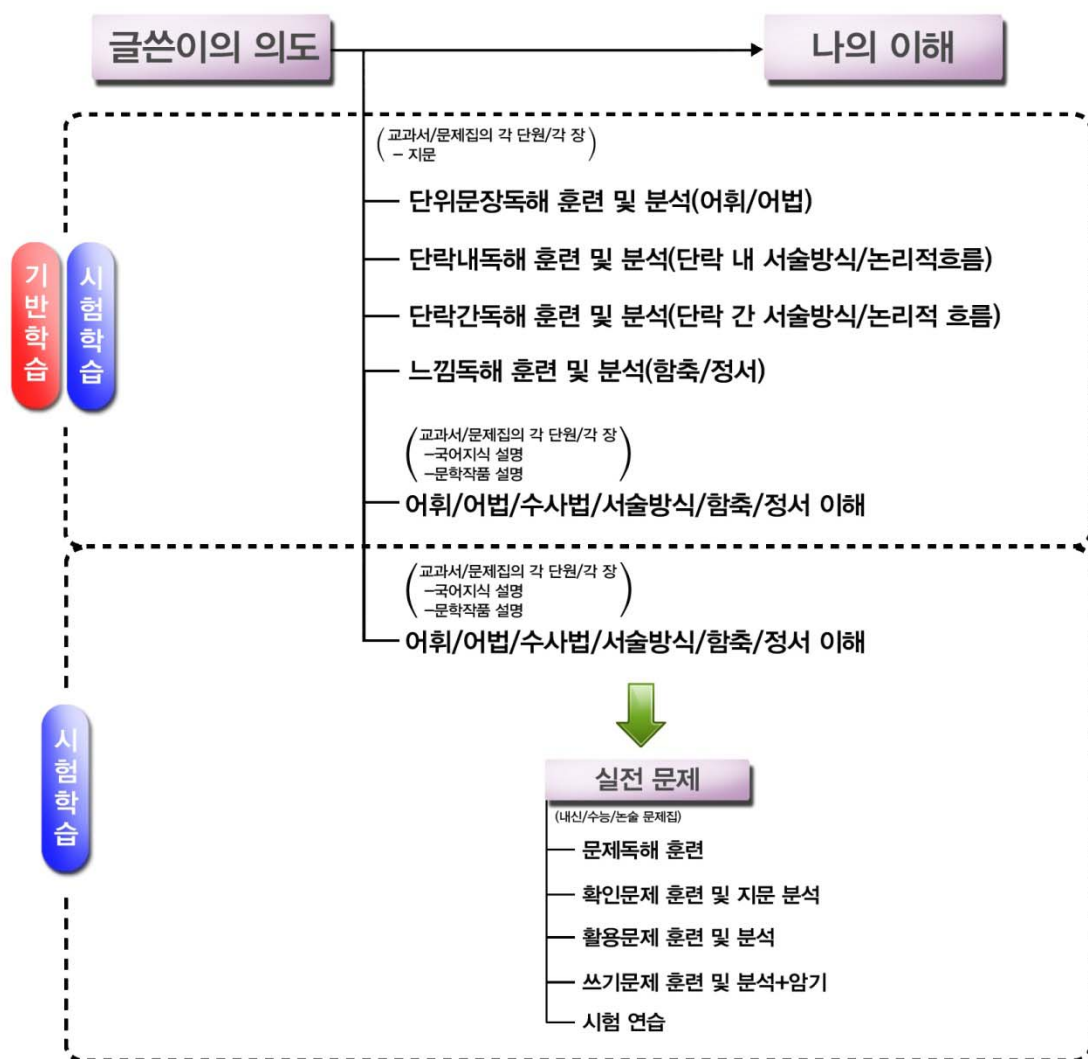 글쓴이의 의도
나의 이해
(교과서/문제집의 각 단원/각 장
– 지문)
단위문장독해 훈련 및 분석(어휘/어법)
단락내독해 훈련 및 분석(단락 내 서술방식/논리적흐름)
단락간독해 훈련 및 분석(단락 간 서술방식/논리적 흐름)
느낌독해 훈련 및 분석(함축/정서)
기반학습
시험학습
(교과서/문제집의 각 단원/각 장
–국어지식 설명
–문학작품 설명)
어휘/어법/수사법/서술방식/함축/정서 이해
(교과서/문제집의 각 단원/각 장
–국어지식 설명
–문학작품 설명)
어휘/어법/수사법/서술방식/함축/정서 이해
시험학습
실전 문제
(내신/수능/논술 문제집)
문제독해 훈련
확인문제 훈련 및 지문 분석
활용문제 훈련 및 분석
쓰기문제 훈련 및 분석+암기
시험 연습